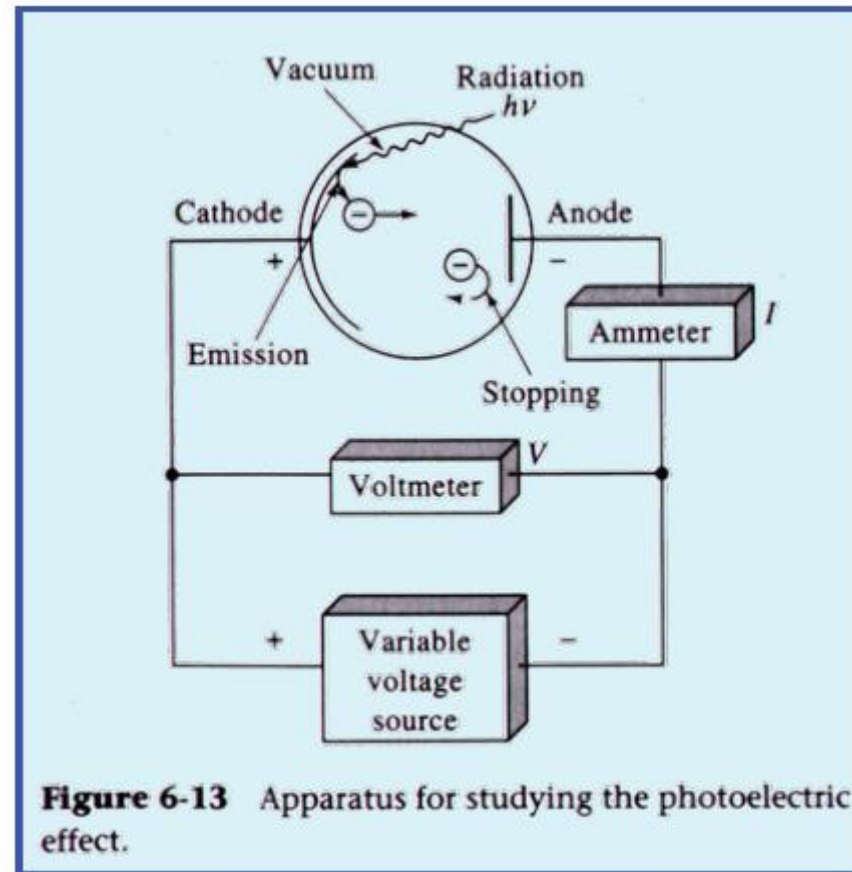 Vacuum
Radiation
hν
Cathode
Anode
+
−
−
−
Ammeter
I
Emission
Stopping
V
Voltmeter
+
−
Variable
voltage
source
Figure 6-13 Apparatus for studying the photoelectric
effect.